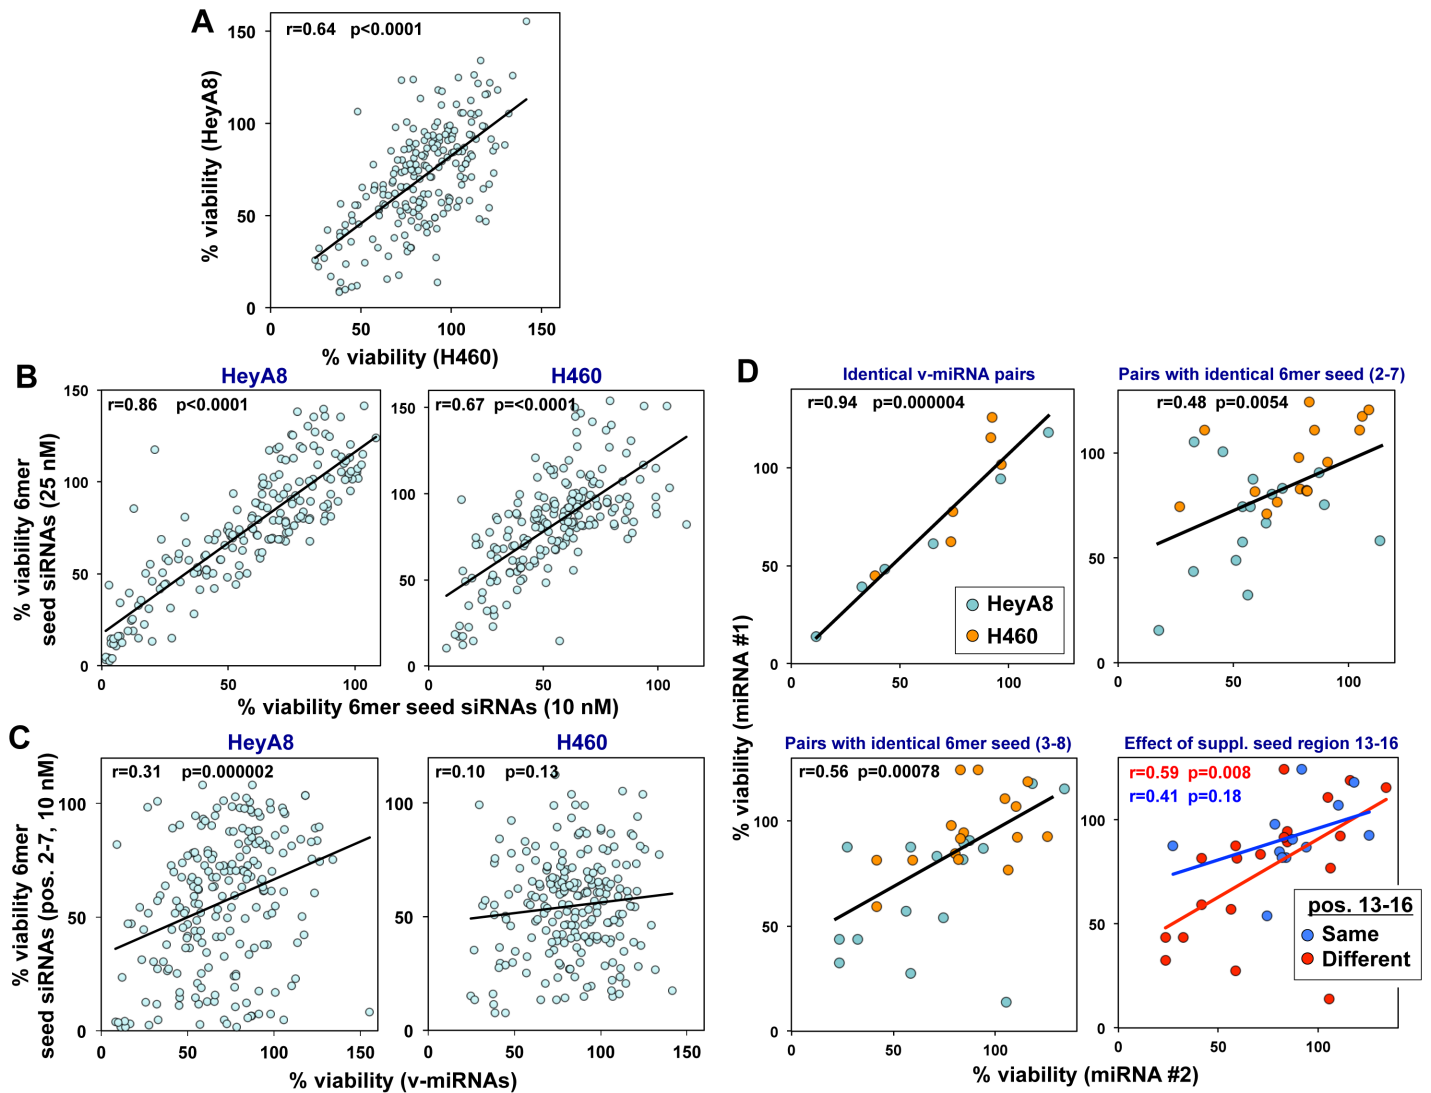 A
r=0.64 p<0.0001
% viability (HeyA8)
150
100
50
0
0 50 100 150
% viability (H460)
B
HeyA8
r=0.86 p<0.0001
% viability 6mer
seed siRNAs (25 nM)
150
100
50
0
0 50 100
H460
r=0.67 p=<0.0001
150
100
50
0
0 50 100
% viability 6mer seed siRNAs (10 nM)
C
HeyA8
r=0.31 p=0.000002
% viability 6mer
seed siRNAs (pos. 2-7, 10 nM)
100
50
0
0 50 100 150
H460
r=0.10 p=0.13
100
50
0
0 50 100 150
% viability (v-miRNAs)
D
Identical v-miRNA pairs
r=0.94 p=0.000004
100
50
0
0 50 100
HeyA8
H460
Pairs with identical 6mer seed (2-7)
r=0.48 p=0.0054
100
50
0
0 50 100
% viability (miRNA #1)
Pairs with identical 6mer seed (3-8)
r=0.56 p=0.00078
100
50
0
0 50 100
Effect of suppl. seed region 13-16
r=0.59 p=0.008
r=0.41 p=0.18
100
50
0
0 50 100
pos. 13-16
Same
Different
% viability (miRNA #2)